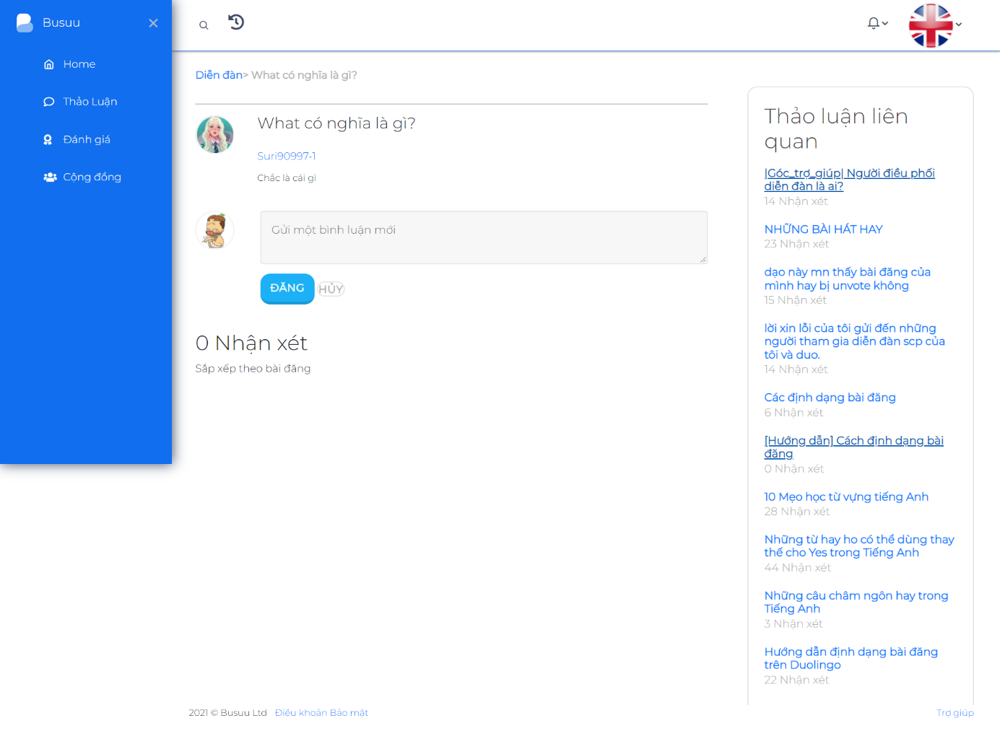 Busuu
Home
Thảo Luận
Đánh giá
Cộng đồng
Diễn đàn> What có nghĩa là gì?
What có nghĩa là gì?
Suri90997-1
Chắc là cái gì
Gửi một bình luận mới
ĐĂNG HỦY
0 Nhận xét
Sắp xếp theo bài đăng
Thảo luận liên
quan
|Góc_trợ_giúp| Người điều phối
diễn đàn là ai?
14 Nhận xét
NHỮNG BÀI HÁT HAY
23 Nhận xét
dạo này mn thấy bài đăng của
mình hay bị unvote không
15 Nhận xét
lời xin lỗi của tôi gửi đến những
người tham gia diễn đàn scp của
tôi và duo.
14 Nhận xét
Các định dạng bài đăng
6 Nhận xét
[Hướng dẫn] Cách định dạng bài
đăng
0 Nhận xét
10 Mẹo học từ vựng tiếng Anh
28 Nhận xét
Những từ hay ho có thể dùng thay
thế cho Yes trong Tiếng Anh
44 Nhận xét
Những câu châm ngôn hay trong
Tiếng Anh
3 Nhận xét
Hướng dẫn định dạng bài đăng
trên Duolingo
22 Nhận xét
2021 © Busuu Ltd Điều khoản Bảo mật
Trợ giúp